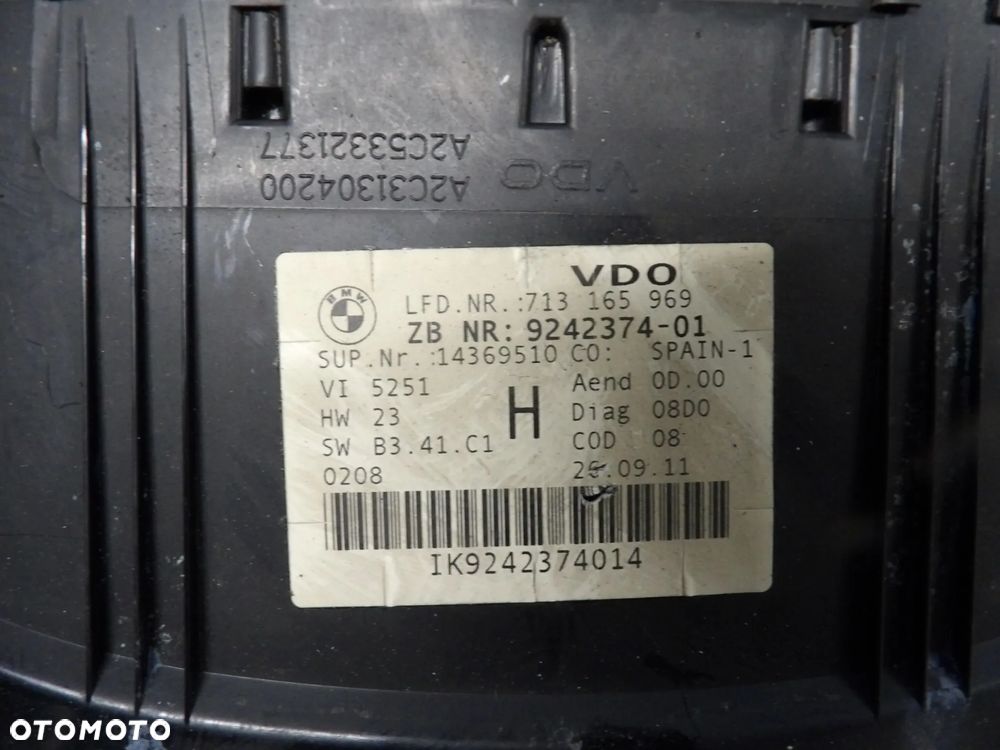 A2C53321377
A2C31304200
VDO
VDO
BMW
LFD.NR.:713 165 969
ZB NR: 9242374-01
SUP.Nr.:14369510 CO: SPAIN-1
VI 5251
Aend 0D.00
HW 23
H
Diag 08D0
SW B3.41.C1
COD 08
0208
.09.11
IK9242374014
OTOMOTO